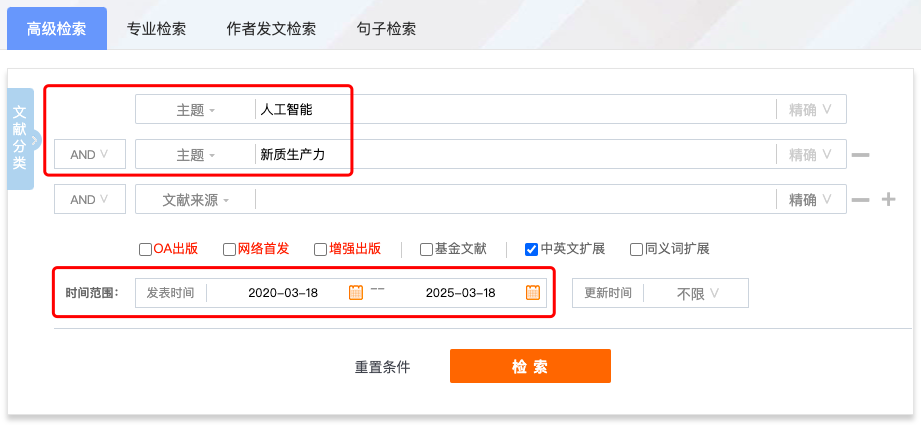 高级检索 专业检索 作者发文检索 句子检索
文献分类
主题 人工智能 精确
AND 主题 新质生产力 精确
AND 文献来源 精确
OA出版 网络首发 增强出版 基金文献 中英文扩展 同义词扩展
时间范围： 发表时间 2020-03-18 -- 2025-03-18 更新时间 不限
重置条件 检索